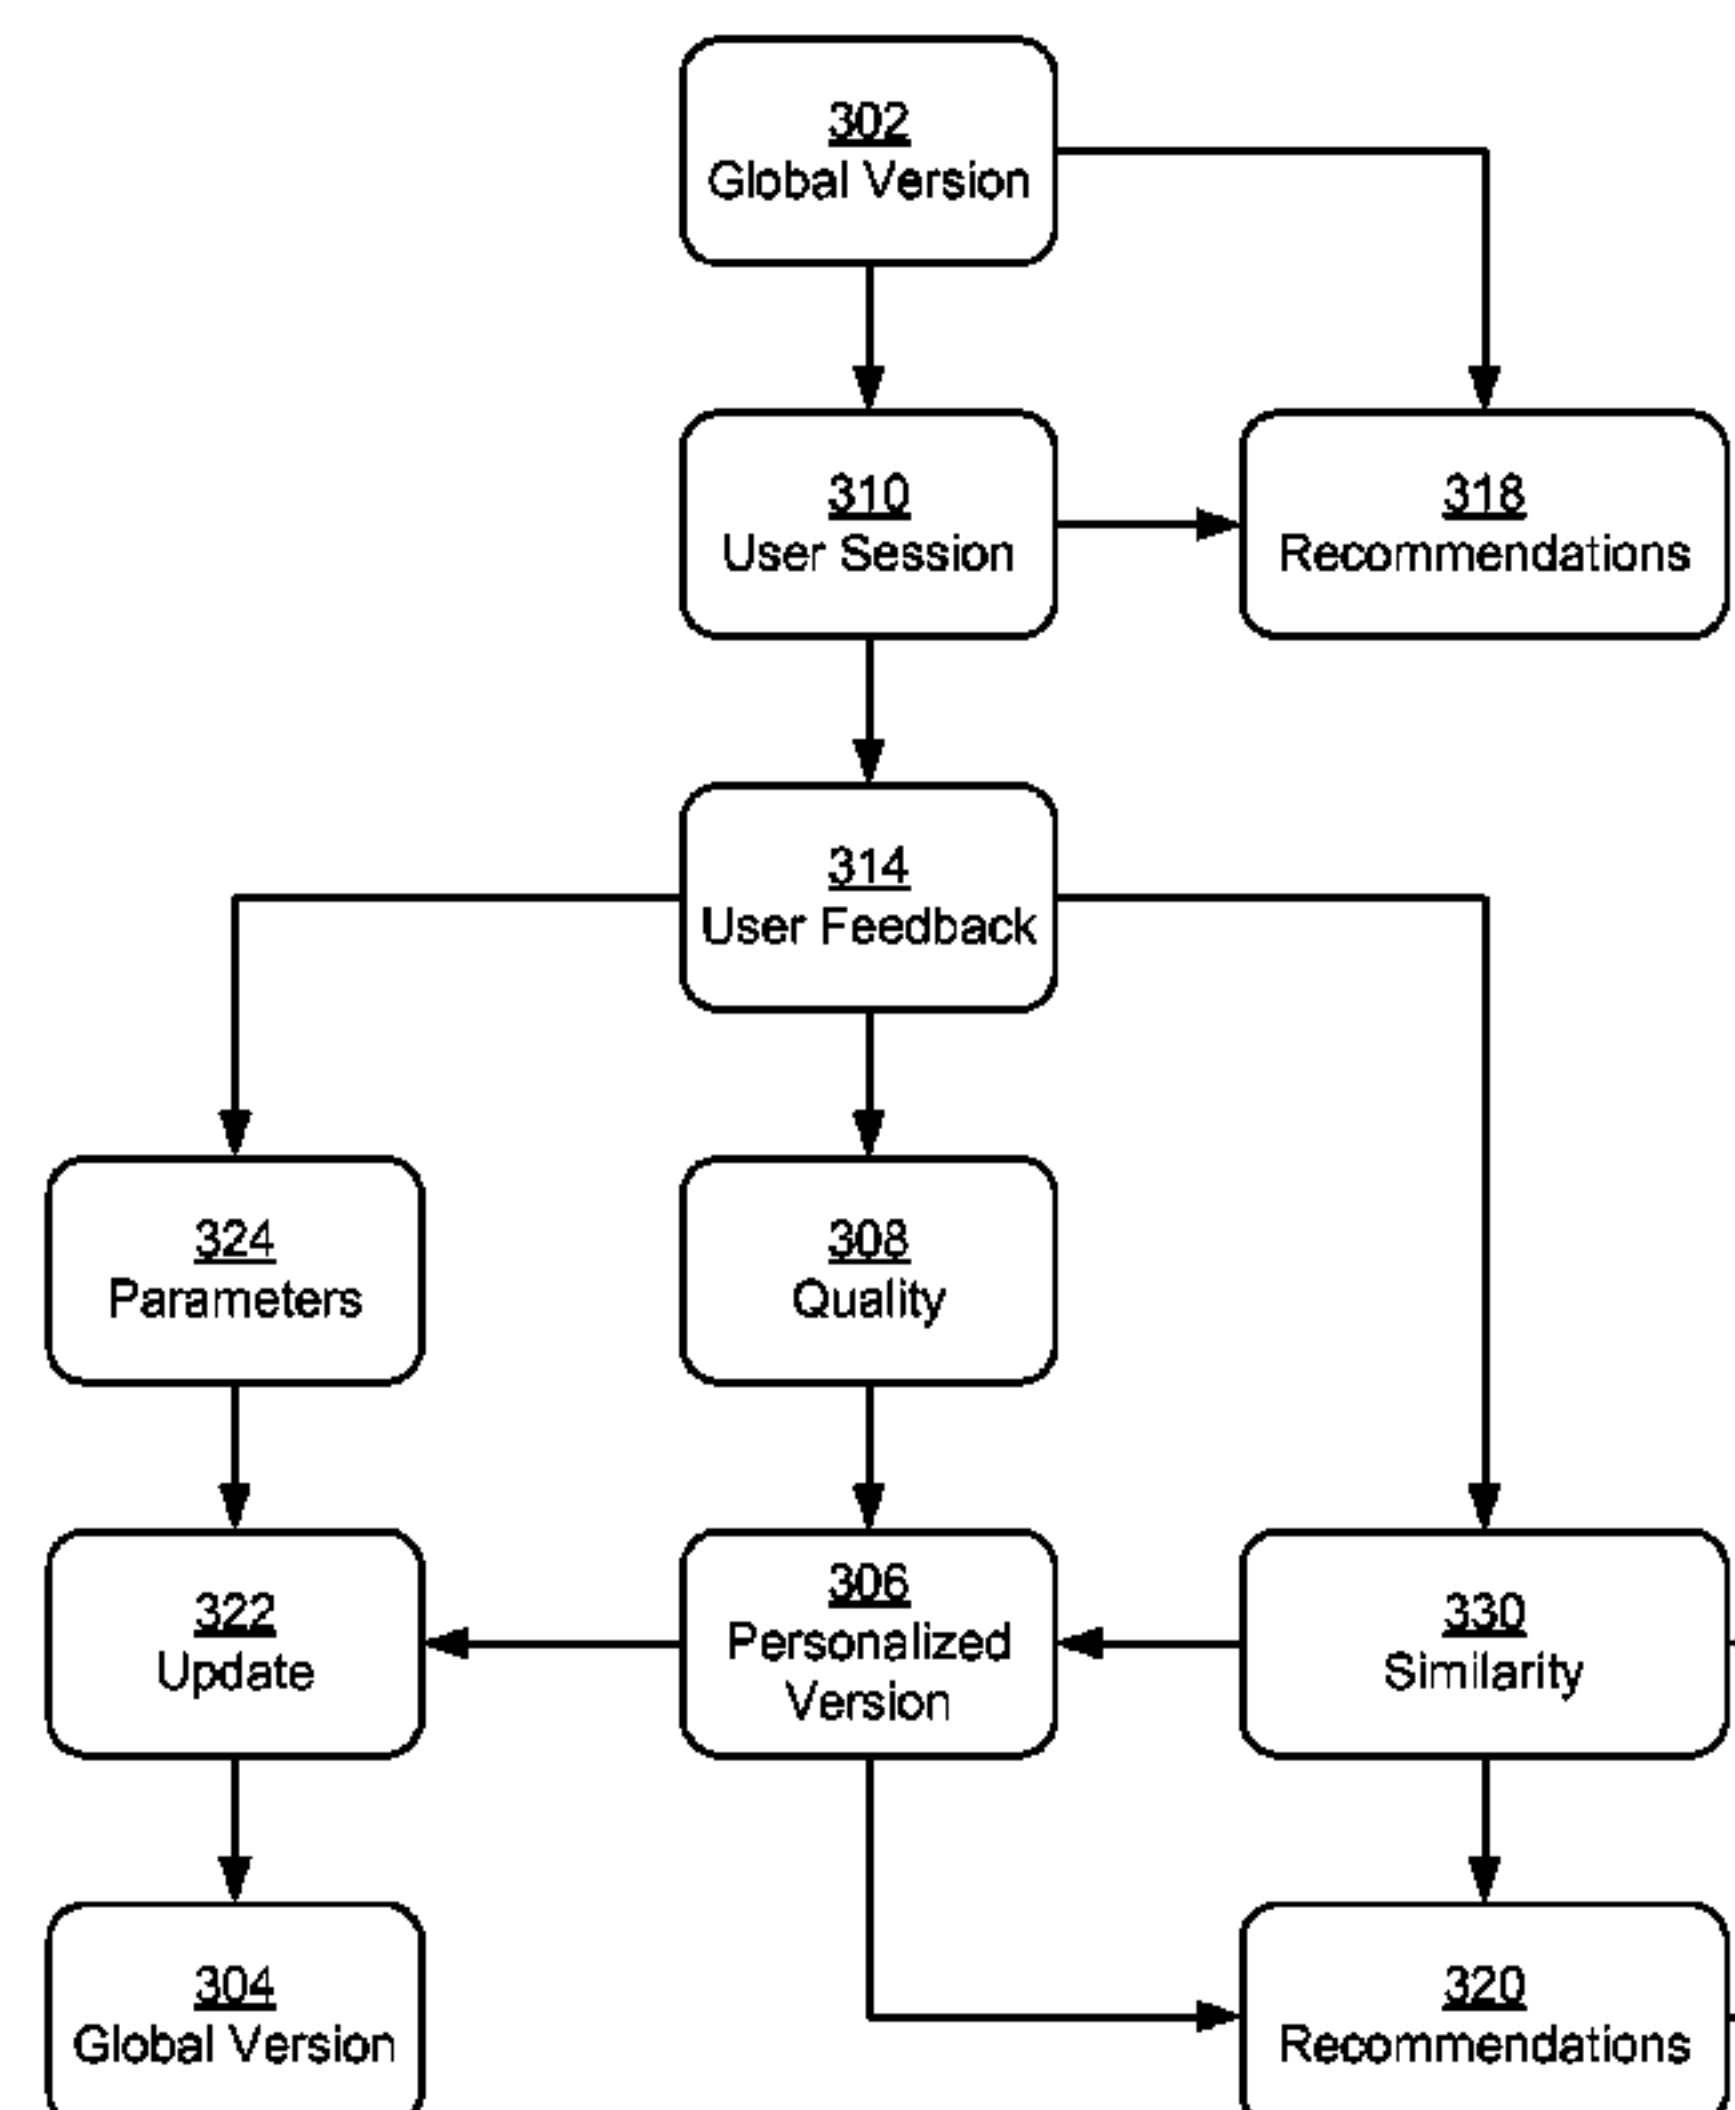 302
Global Version
310
User Session
318
Recommendations
314
User Feedback
324
Parameters
308
Quality
322
Update
306
Personalized
Version
330
Similarity
304
Global Version
320
Recommendations